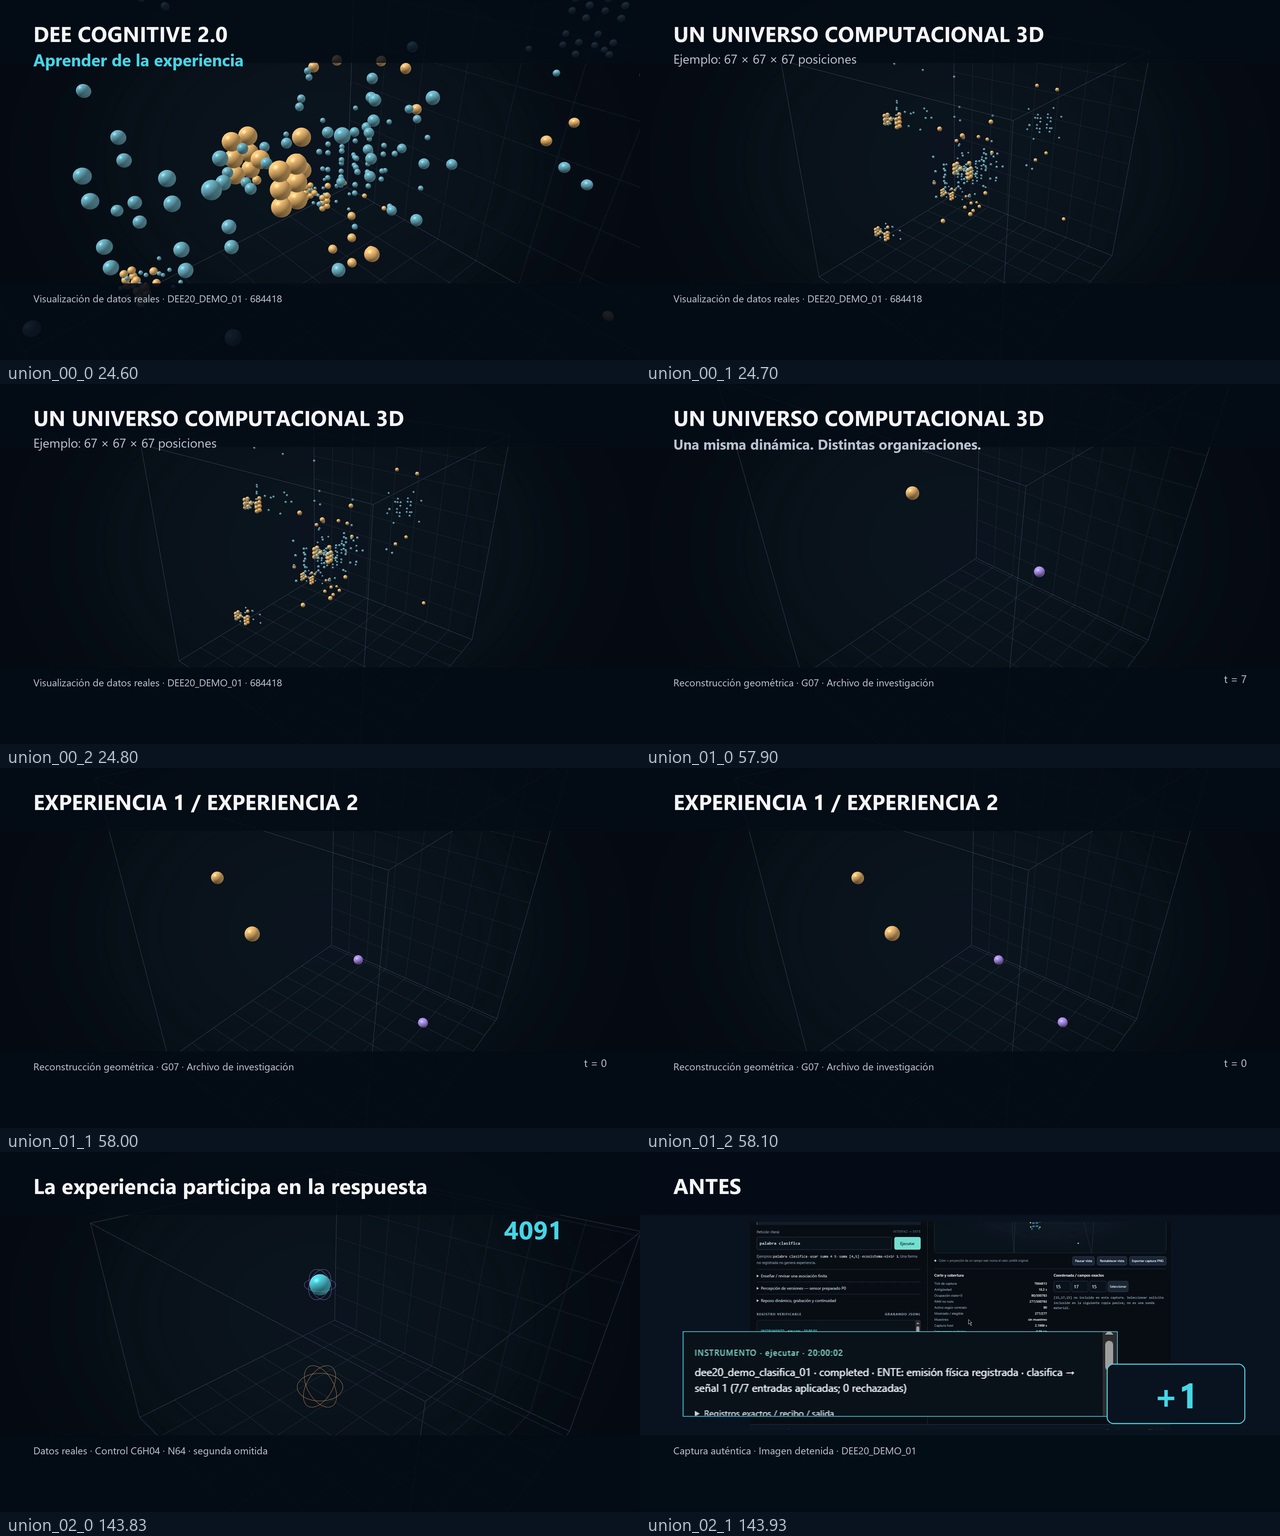 DEE COGNITIVE 2.0
Aprender de la experiencia
Visualización de datos reales · DEE20_DEMO_01 · 684418
union_00_0 24.60
UN UNIVERSO COMPUTACIONAL 3D
Ejemplo: 67 × 67 × 67 posiciones
Visualización de datos reales · DEE20_DEMO_01 · 684418
union_00_1 24.70
UN UNIVERSO COMPUTACIONAL 3D
Ejemplo: 67 × 67 × 67 posiciones
Visualización de datos reales · DEE20_DEMO_01 · 684418
union_00_2 24.80
UN UNIVERSO COMPUTACIONAL 3D
Una misma dinámica. Distintas organizaciones.
Reconstrucción geométrica · G07 · Archivo de investigación
t = 7
union_01_0 57.90
EXPERIENCIA 1 / EXPERIENCIA 2
Reconstrucción geométrica · G07 · Archivo de investigación
t = 0
union_01_1 58.00
EXPERIENCIA 1 / EXPERIENCIA 2
Reconstrucción geométrica · G07 · Archivo de investigación
t = 0
union_01_2 58.10
La experiencia participa en la respuesta
4091
Datos reales · Control C6H04 · N64 · segunda omitida
union_02_0 143.83
ANTES
palabra clasifica
Ejecutar
INSTRUMENTO · ejecutar · 20:00:02
dee20_demo_clasifica_01 · completed · ENTE: emisión física registrada · clasifica →
señal 1 (7/7 entradas aplicadas; 0 rechazadas)
▶ Registros exactos / recibo / salida
+1
Captura auténtica · Imagen detenida · DEE20_DEMO_01
union_02_1 143.93